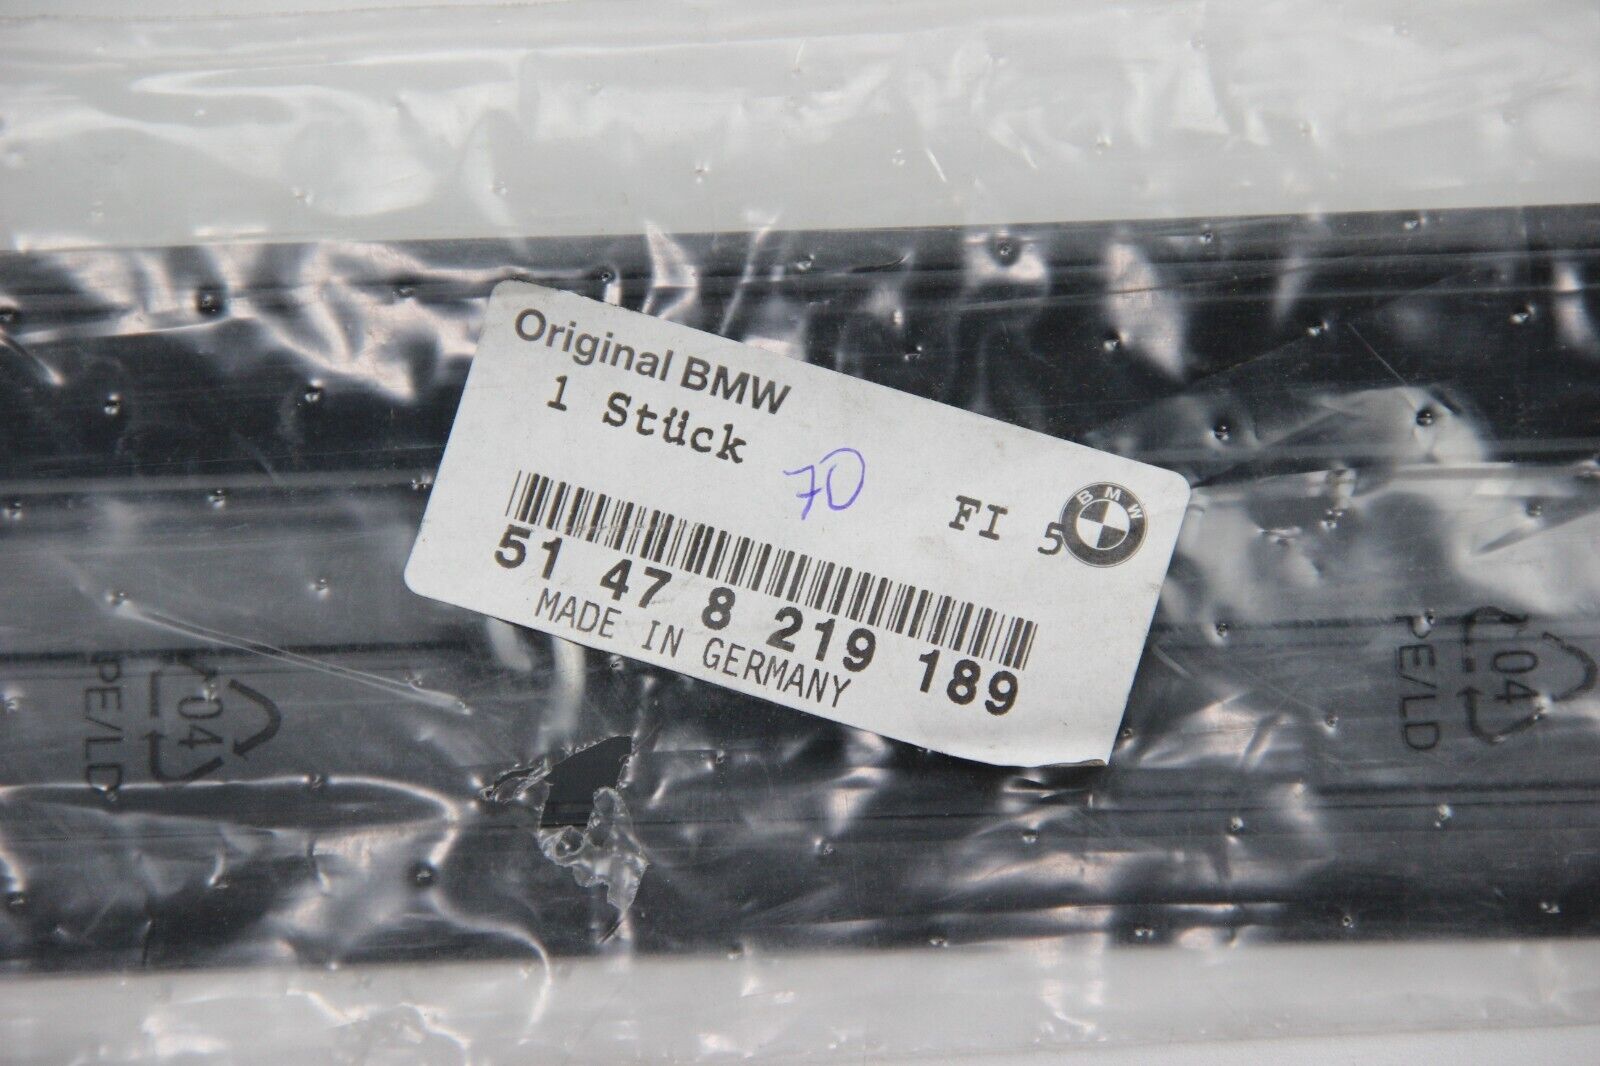 Original BMW
1 Stück
70
FI 5
BMW
51 47 8 219 189
MADE IN GERMANY
04
PE/LD
04
PE/LD